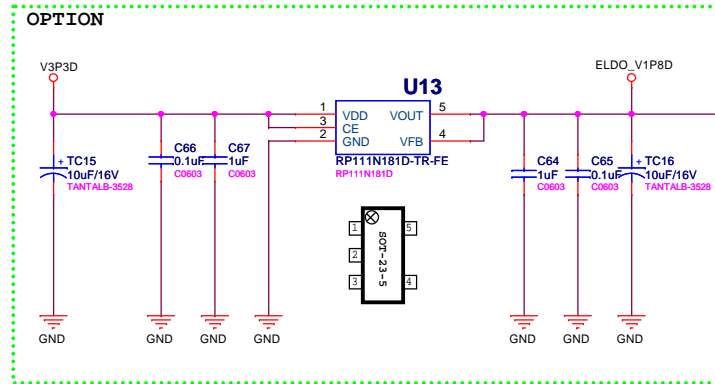 OPTION
V3P3D
ELDO_V1P8D
U13
1 VDD VOUT 5
3 CE
2 GND VFB 4
RP111N181D-TR-FE
RP111N181D
+ TC15
10uF/16V
TANTALB-3528
C66
0.1uF
C0603
C67
1uF
C0603
C64
1uF
C0603
C65
0.1uF
C0603
+ TC16
10uF/16V
TANTALB-3528
1
2
3
SOT-23-5
5
4
GND
GND
GND
GND
GND
GND
GND